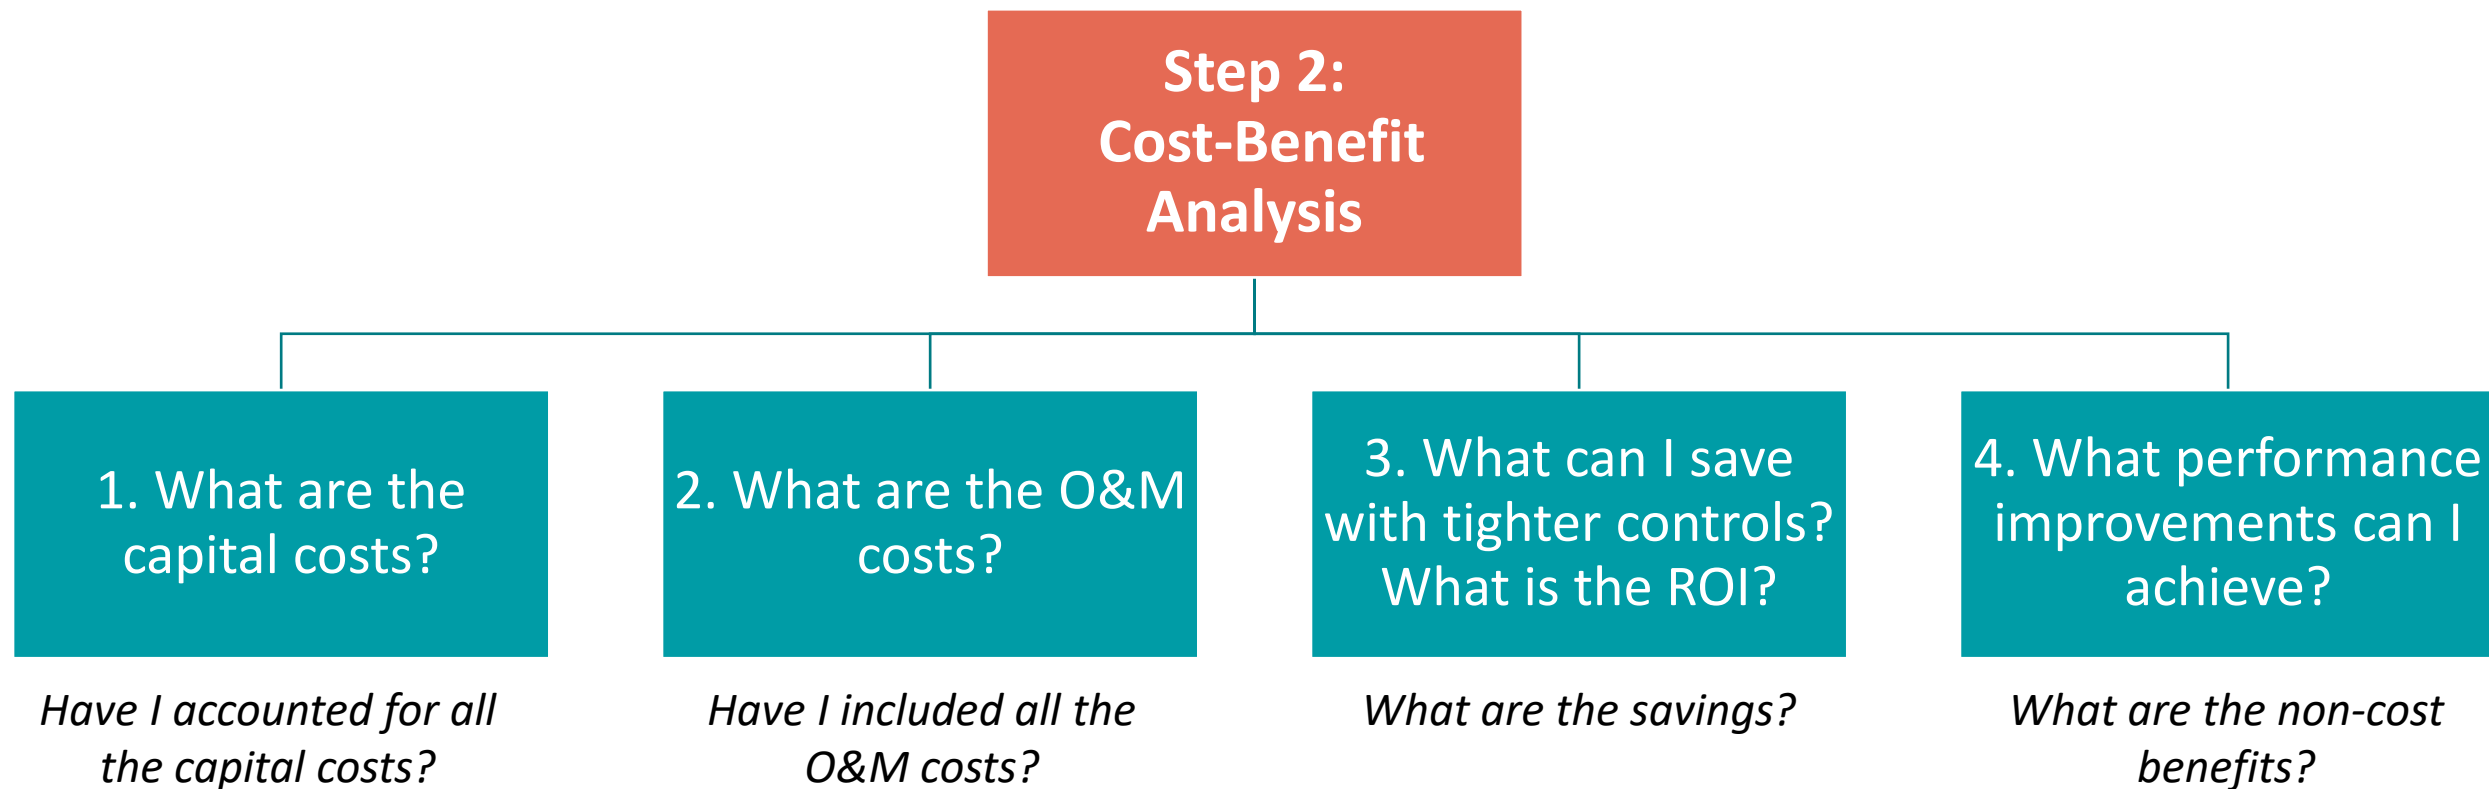 Step 2:
Cost-Benefit
Analysis
1. What are the
capital costs?
2. What are the O&M
costs?
3. What can I save
with tighter controls?
What is the ROI?
4. What performance
improvements can I
achieve?
Have I accounted for all
the capital costs?
Have I included all the
O&M costs?
What are the savings?
What are the non-cost
benefits?